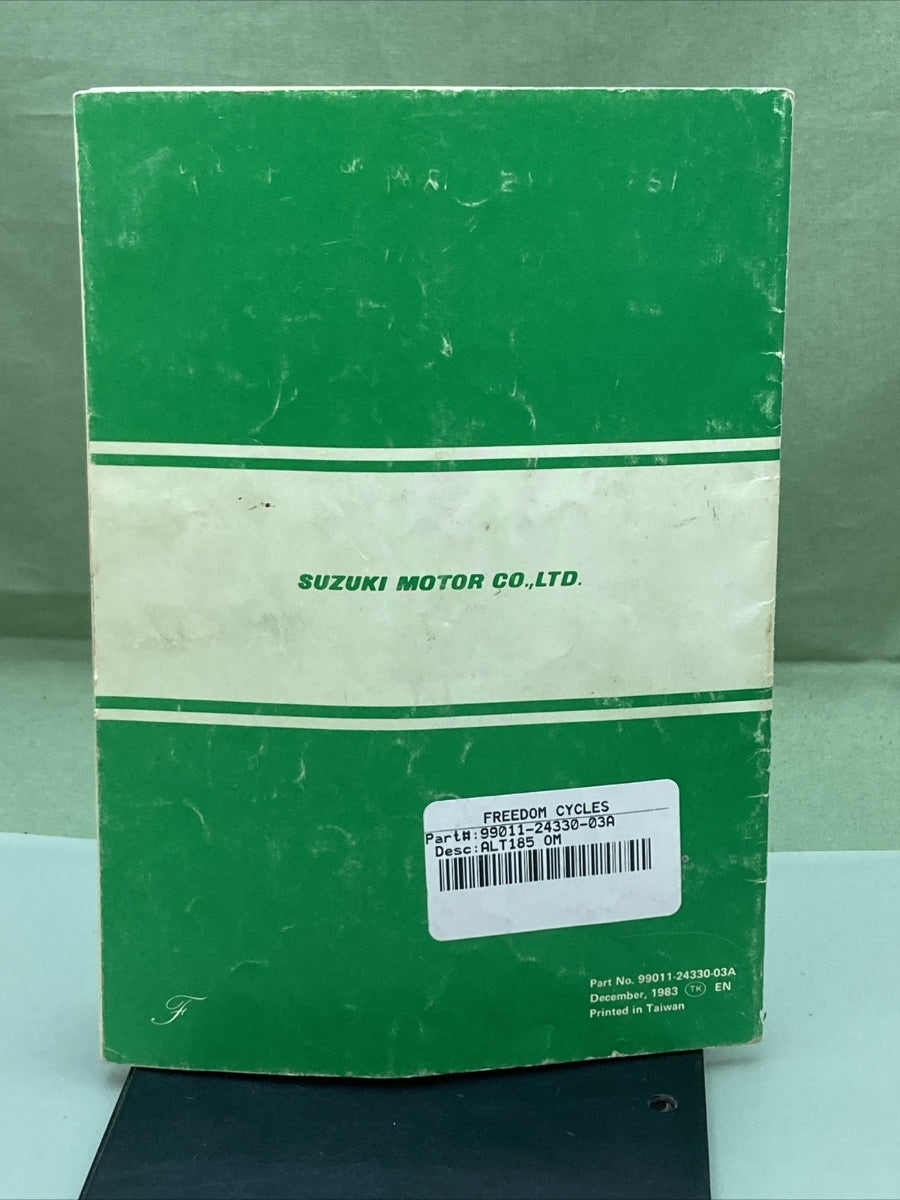 SUZUKI MOTOR CO.,LTD.
FREEDOM CYCLES
Part#:99011-24330-03A
Desc:ALT185 OM
Part No. 99011-24330-03A
December, 1983 TK EN
Printed in Taiwan
F